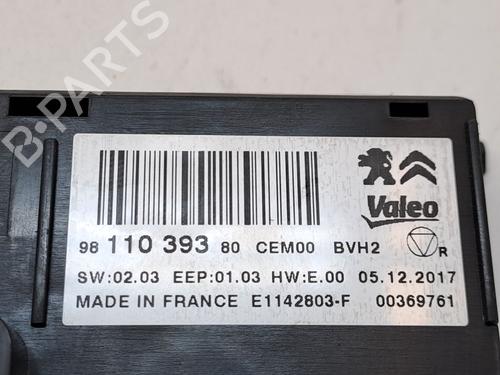 B-PARTS
Valeo
98 110 393 80 CEM00 BVH2 R
SW:02.03 EEP:01.03 HW:E.00 05.12.2017
MADE IN FRANCE E1142803-F 00369761